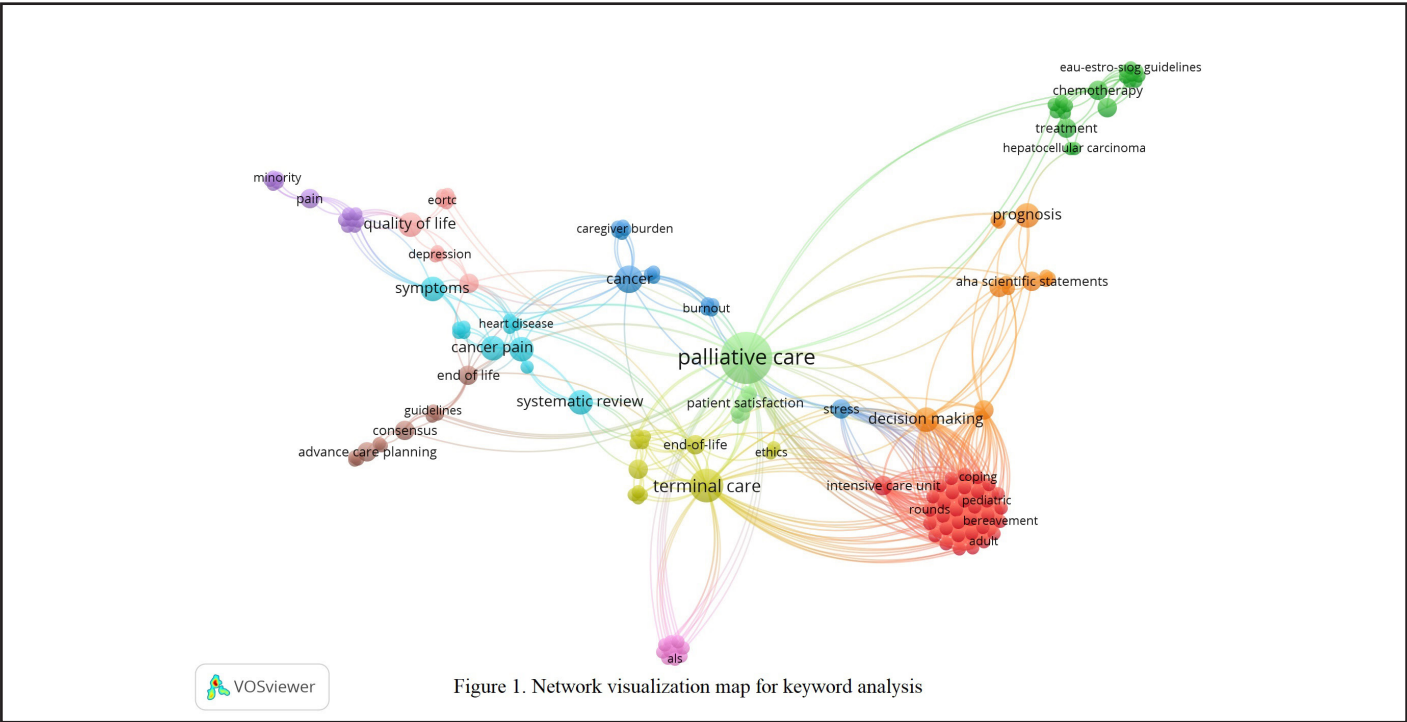 eau-estro-siog guidelines
chemotherapy
treatment
hepatocellular carcinoma
minority
pain
eortc
quality of life
prognosis
caregiver burden
depression
cancer
symptoms
aha scientific statements
burnout
heart disease
cancer pain
palliative care
end of life
systematic review
patient satisfaction
stress
guidelines
decision making
consensus
end-of-life
advance care planning
ethics
coping
terminal care
intensive care unit
pediatric
rounds
bereavement
adult
als
VOSviewer
Figure 1. Network visualization map for keyword analysis